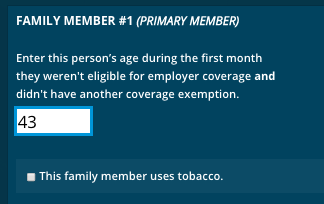 FAMILY MEMBER #1 (PRIMARY MEMBER)
Enter this person's age during the first month
they weren't eligible for employer coverage and
didn't have another coverage exemption.
43
This family member uses tobacco.